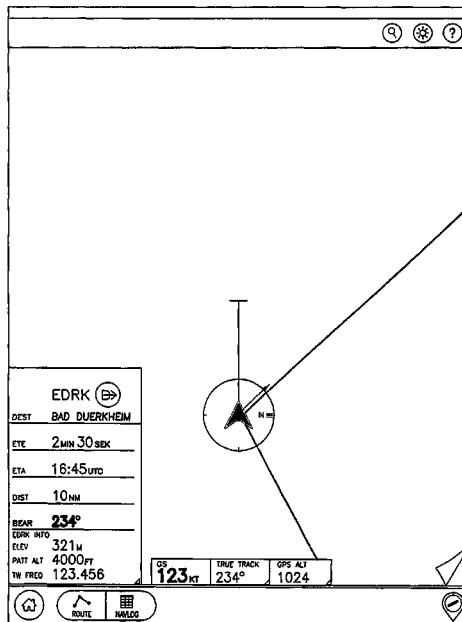 ?
N
EDRK
DEST BAD DUERKHEIM
ETE 2MIN 30SEK
ETA 16:45UTC
DIST 10NM
BEAR 234°
EDRK INFO
ELEV 321M
PATT ALT 4000FT
TW FREQ 123.456
GS TRUE TRACK GPS ALT
123KT 234° 1024
ROUTE NAVLOG